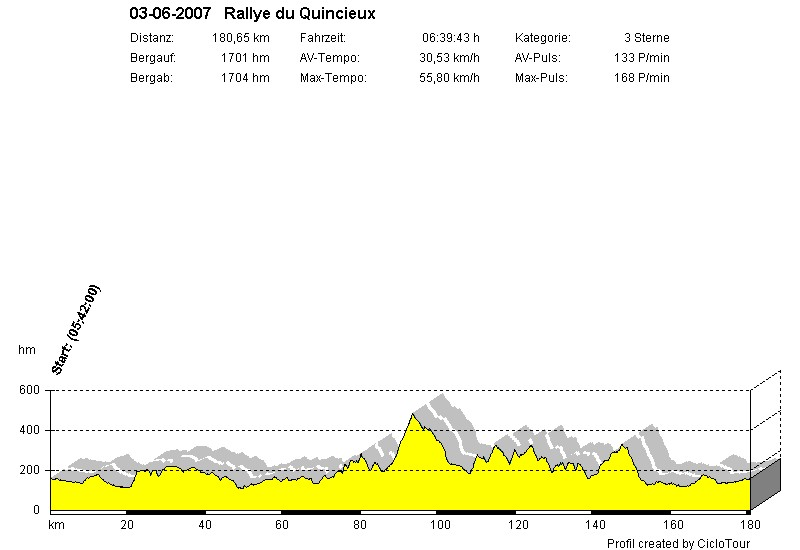 03-06-2007 Rallye du Quincieux
Distanz: 180,65 km Fahrzeit: 06:39:43 h Kategorie: 3 Sterne
Bergauf: 1701 hm AV-Tempo: 30,53 km/h AV-Puls: 133 P/min
Bergab: 1704 hm Max-Tempo: 55,80 km/h Max-Puls: 168 P/min
Start: (05:42:00)
hm
600
400
200
0
km 20 40 60 80 100 120 140 160 180
Profil created by CicloTour